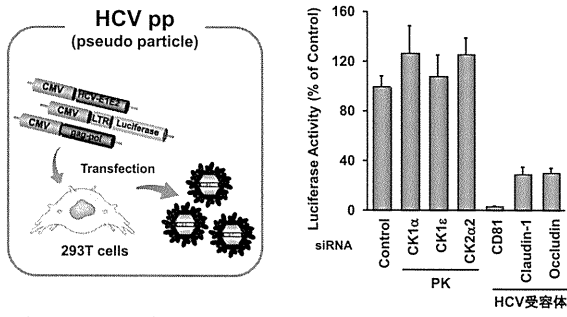 HCV pp
(pseudo particle)
CMV HCV-E1E2
CMV LTR Luciferase
CMV gag-pol
Transfection
293T cells
Luciferase Activity (% of Control)
160
120
80
40
0
siRNA
Control
CK1α
CK1ε
CK2α2
CD81
Claudin-1
Occludin
PK
HCV受容体